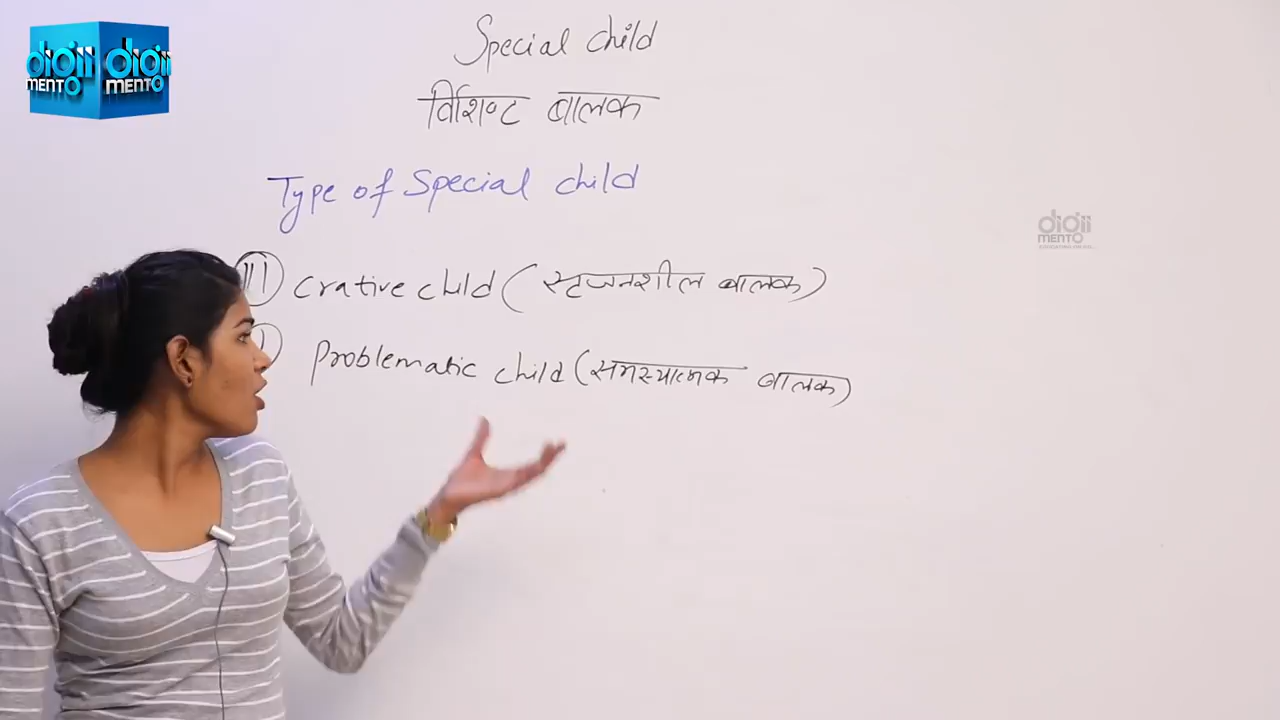 digii digii
MENTO MENTO
Special child
विशिष्ट बालक
Type of Special child
digii
MENTO
III crative child (सृजनशील बालक)
Problematic child (समस्यात्मक बालक)